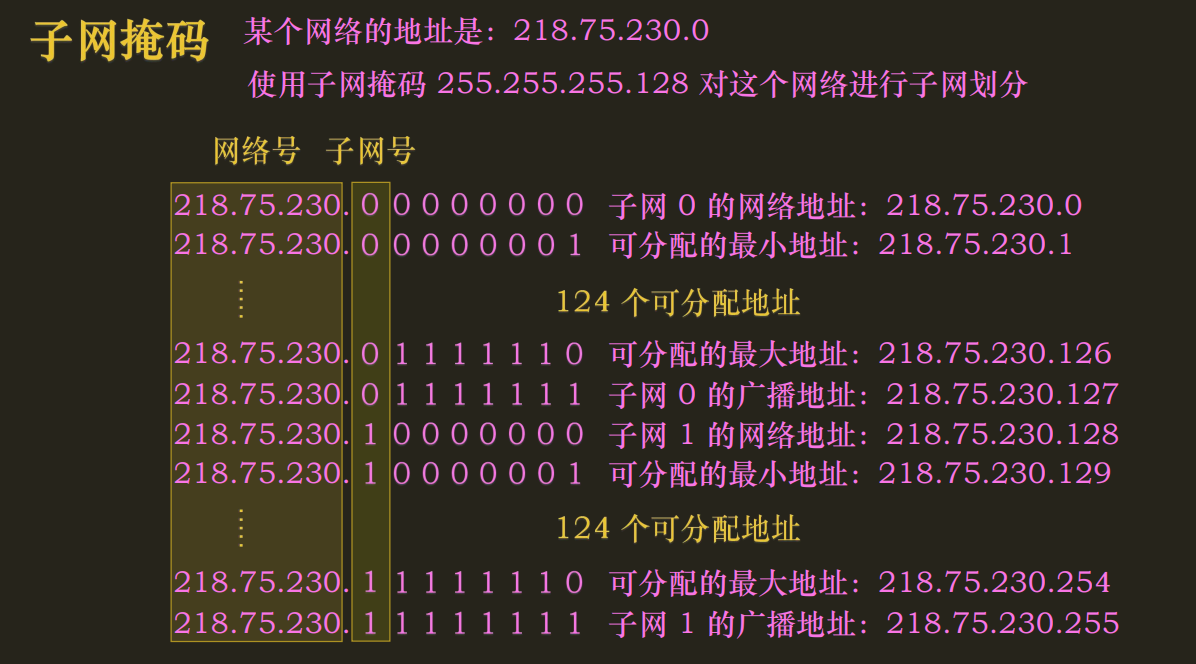 子网掩码 某个网络的地址是：218.75.230.0
使用子网掩码 255.255.255.128 对这个网络进行子网划分
网络号 子网号
218.75.230. 0 0 0 0 0 0 0 0 子网 0 的网络地址：218.75.230.0
218.75.230. 0 0 0 0 0 0 0 1 可分配的最小地址：218.75.230.1
…… 124 个可分配地址
218.75.230. 0 1 1 1 1 1 1 0 可分配的最大地址：218.75.230.126
218.75.230. 0 1 1 1 1 1 1 1 子网 0 的广播地址：218.75.230.127
218.75.230. 1 0 0 0 0 0 0 0 子网 1 的网络地址：218.75.230.128
218.75.230. 1 0 0 0 0 0 0 1 可分配的最小地址：218.75.230.129
…… 124 个可分配地址
218.75.230. 1 1 1 1 1 1 1 0 可分配的最大地址：218.75.230.254
218.75.230. 1 1 1 1 1 1 1 1 子网 1 的广播地址：218.75.230.255